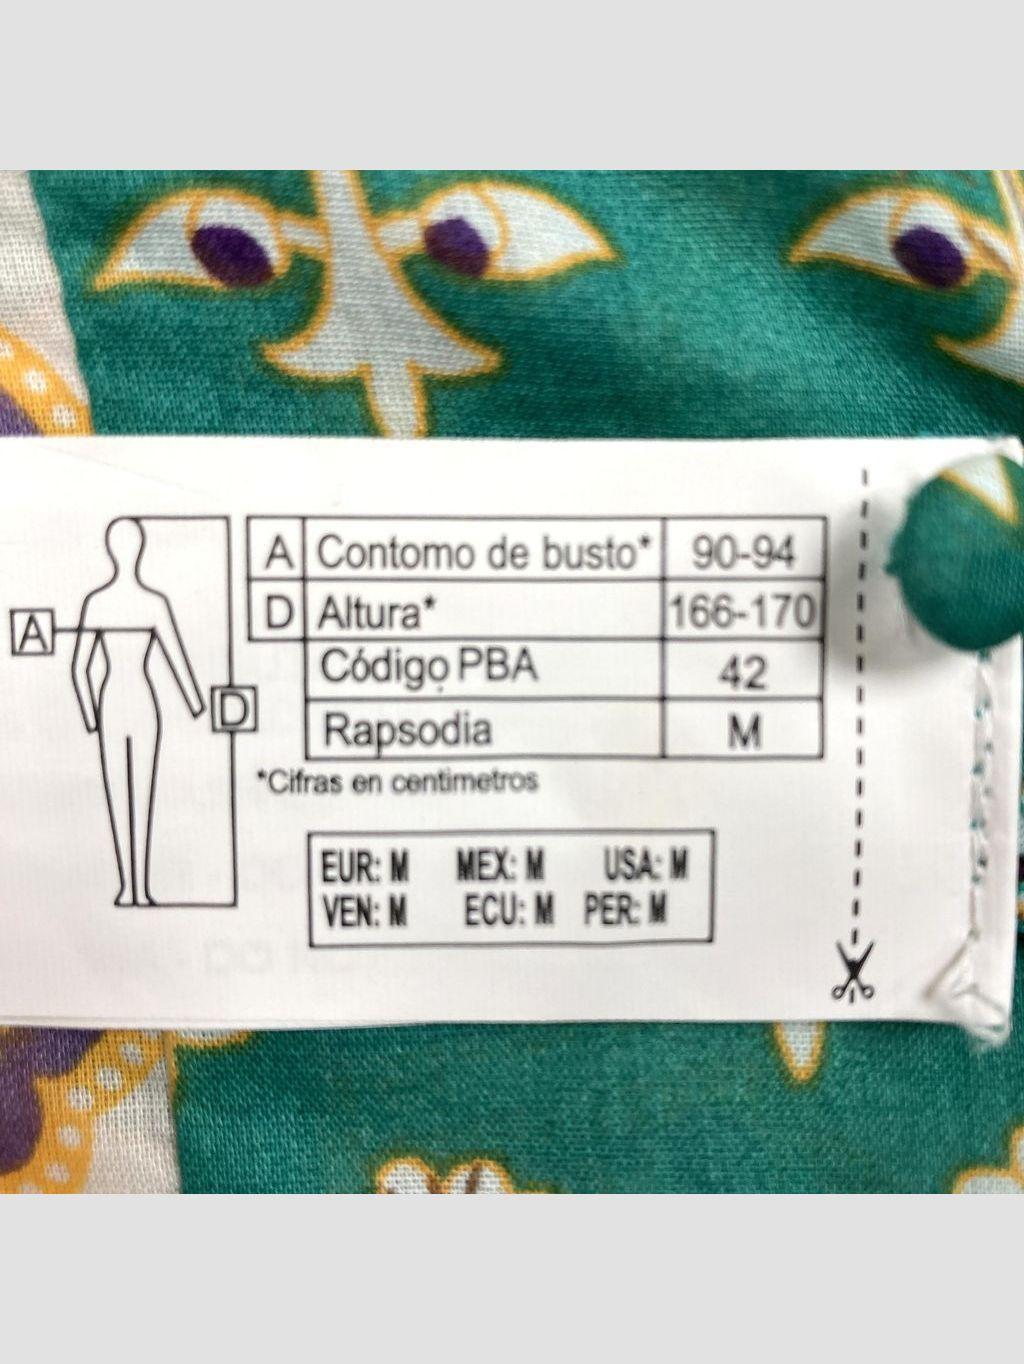 A Contomo de busto* 90-94
D Altura* 166-170
Código PBA 42
Rapsodia M
A
D
*Cifras en centimetros
EUR: M MEX: M USA: M
VEN: M ECU: M PER: M